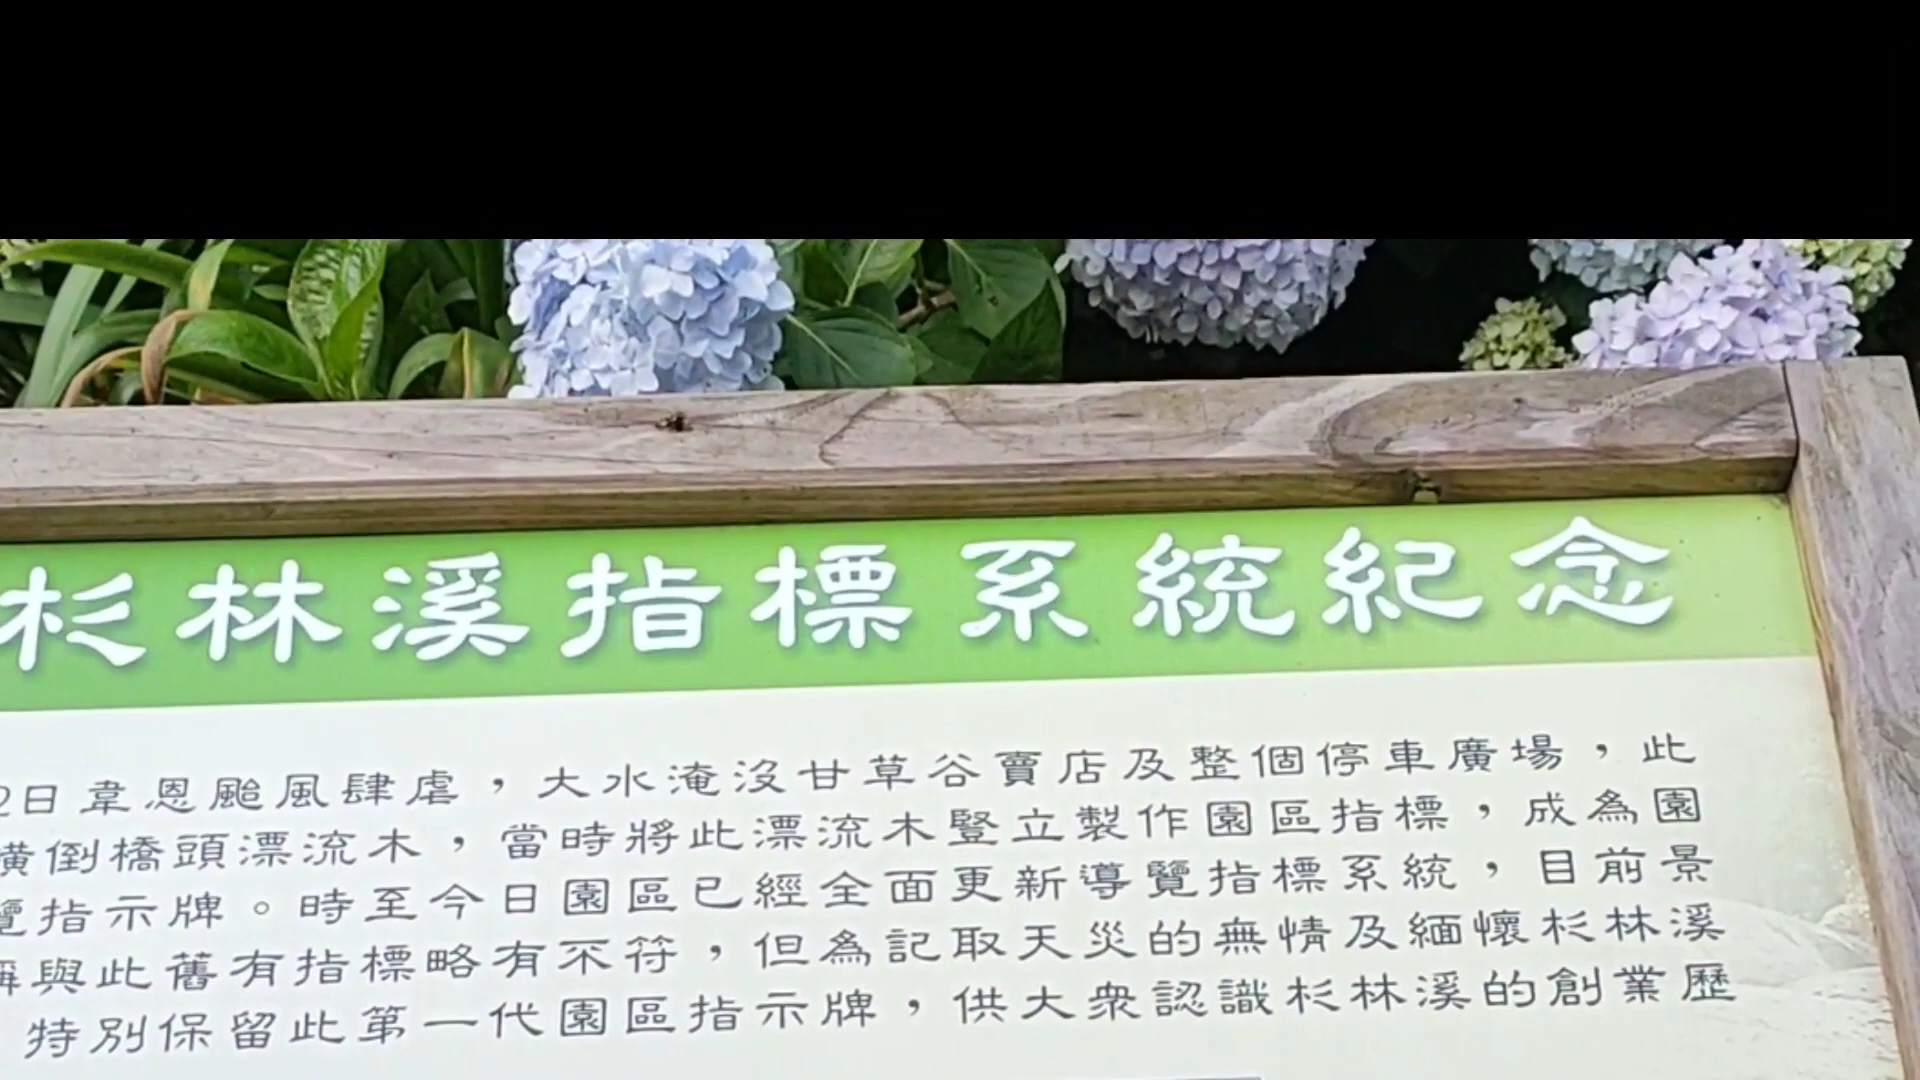 杉林溪指標系統紀念
2日韋恩颱風肆虐，大水淹沒甘草谷賣店及整個停車廣場，此
橫倒橋頭漂流木，當時將此漂流木豎立製作園區指標，成為園
覽指示牌。時至今日園區已經全面更新導覽指標系統，目前景
稱與此舊有指標略有不符，但為記取天災的無情及緬懷杉林溪
特別保留此第一代園區指示牌，供大衆認識杉林溪的創業歷